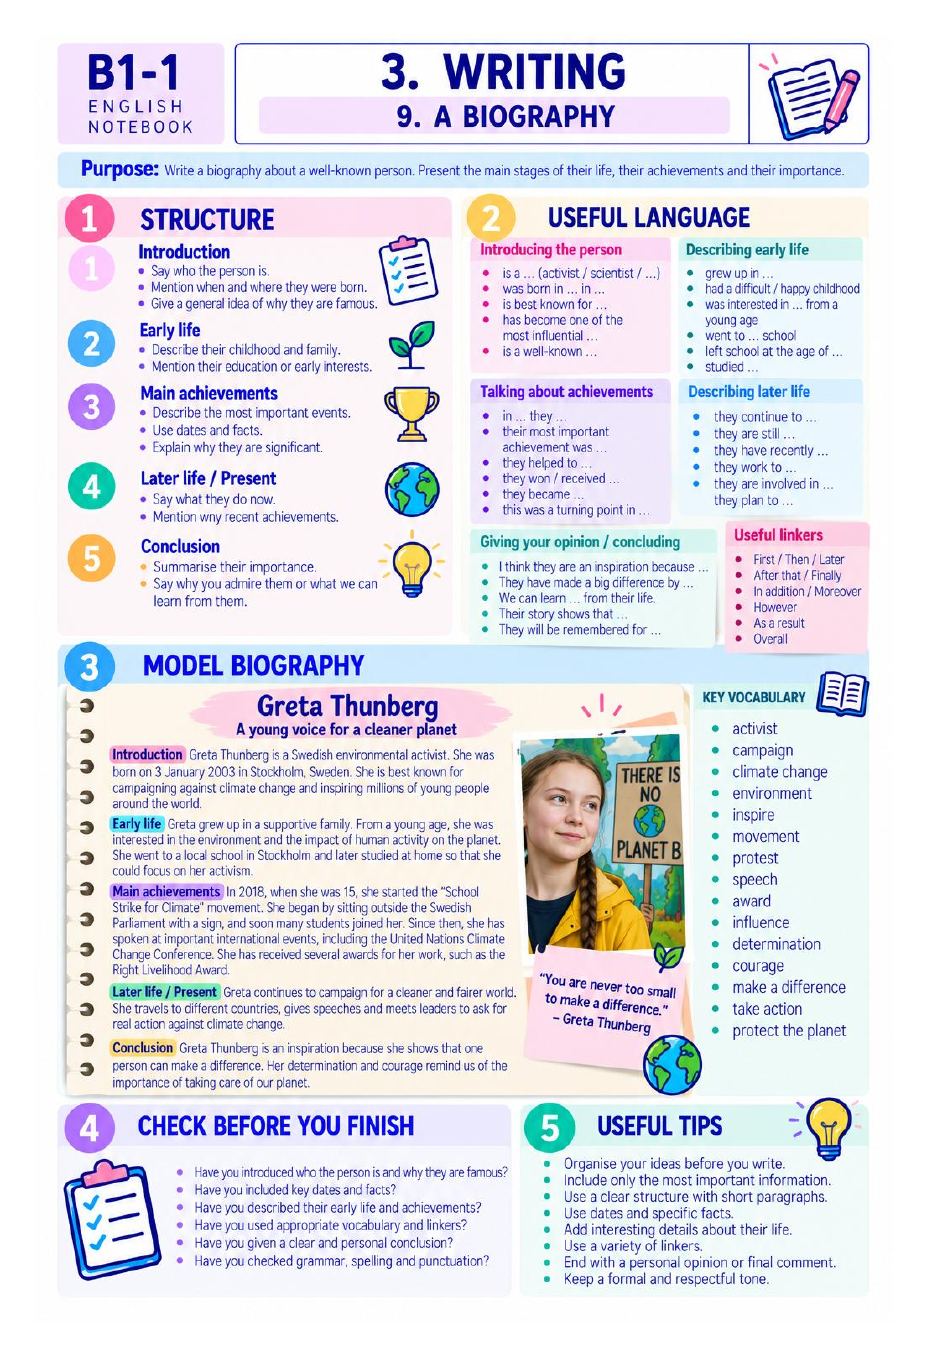 B1-1
ENGLISH
NOTEBOOK
3. WRITING
9. A BIOGRAPHY
Purpose: Write a biography about a well-known person. Present the main stages of their life, their achievements and their importance.
1
STRUCTURE
1
Introduction
• Say who the person is.
• Mention when and where they were born.
• Give a general idea of why they are famous.
2
Early life
• Describe their childhood and family.
• Mention their education or early interests.
3
Main achievements
• Describe the most important events.
• Use dates and facts.
• Explain why they are significant.
4
Later life / Present
• Say what they do now.
• Mention wny recent achievements.
5
Conclusion
• Summarise their importance.
• Say why you admire them or what we can
learn from them.
2
USEFUL LANGUAGE
Introducing the person
• is a ... (activist / scientist / ...)
• was born in ... in ...
• is best known for ...
• has become one of the
most influential ...
• is a well-known ...
Describing early life
• grew up in ...
• had a difficult / happy childhood
• was interested in ... from a
young age
• went to ... school
• left school at the age of ...
• studied ...
Talking about achievements
• in ... they ...
• their most important
achievement was ...
• they helped to ...
• they won / received ...
• they became ...
• this was a turning point in ...
Describing later life
• they continue to ...
• they are still ...
• they have recently ...
• they work to ...
• they are involved in ...
they plan to ...
Giving your opinion / concluding
• I think they are an inspiration because ...
• They have made a big difference by ...
• We can learn ... from their life.
• Their story shows that ...
• They will be remembered for ...
Useful linkers
• First / Then / Later
• After that / Finally
• In addition / Moreover
• However
• As a result
• Overall
3
MODEL BIOGRAPHY
Greta Thunberg
A young voice for a cleaner planet
Introduction Greta Thunberg is a Swedish environmental activist. She was
born on 3 January 2003 in Stockholm, Sweden. She is best known for
campaigning against climate change and inspiring millions of young people
around the world.
Early life Greta grew up in a supportive family. From a young age, she was
interested in the environment and the impact of human activity on the planet.
She went to a local school in Stockholm and later studied at home so that she
could focus on her activism.
Main achievements In 2018, when she was 15, she started the "School
Strike for Climate" movement. She began by sitting outside the Swedish
Parliament with a sign, and soon many students joined her. Since then, she has
spoken at important international events, including the United Nations Climate
Change Conference. She has received several awards for her work, such as the
Right Livelihood Award.
Later life / Present Greta continues to campaign for a cleaner and fairer world.
She travels to different countries, gives speeches and meets leaders to ask for
real action against climate change.
Conclusion Greta Thunberg is an inspiration because she shows that one
person can make a difference. Her determination and courage remind us of the
importance of taking care of our planet.
THERE IS
NO
PLANET B
"You are never too small
to make a difference."
– Greta Thunberg
KEY VOCABULARY
• activist
• campaign
• climate change
• environment
• inspire
• movement
• protest
• speech
• award
• influence
• determination
• courage
• make a difference
• take action
• protect the planet
4
CHECK BEFORE YOU FINISH
• Have you introduced who the person is and why they are famous?
• Have you included key dates and facts?
• Have you described their early life and achievements?
• Have you used appropriate vocabulary and linkers?
• Have you given a clear and personal conclusion?
• Have you checked grammar, spelling and punctuation?
5
USEFUL TIPS
• Organise your ideas before you write.
• Include only the most important information.
• Use a clear structure with short paragraphs.
• Use dates and specific facts.
• Add interesting details about their life.
• Use a variety of linkers.
• End with a personal opinion or final comment.
• Keep a formal and respectful tone.